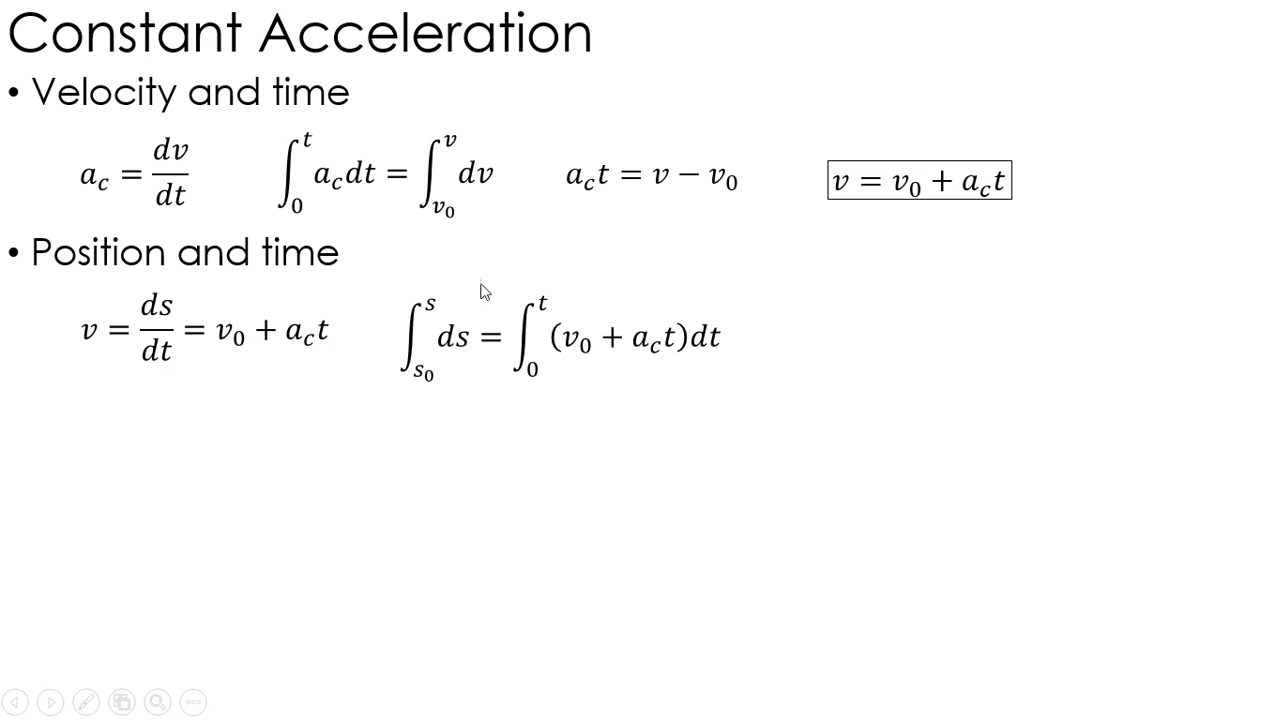 Constant Acceleration
• Velocity and time
a_c = dv/dt    ∫_0^t a_c dt = ∫_{v_0}^v dv    a_c t = v − v_0    v = v_0 + a_c t
• Position and time
v = ds/dt = v_0 + a_c t    ∫_{s_0}^s ds = ∫_0^t (v_0 + a_c t)dt